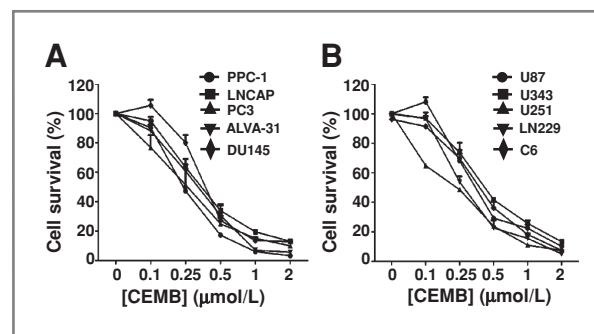 A
Cell survival (%)
120
100
80
60
40
20
0
0 0.1 0.25 0.5 1 2
[CEMB] (μmol/L)
PPC-1
LNCAP
PC3
ALVA-31
DU145
B
Cell survival (%)
120
100
80
60
40
20
0
0 0.1 0.25 0.5 1 2
[CEMB] (μmol/L)
U87
U343
U251
LN229
C6